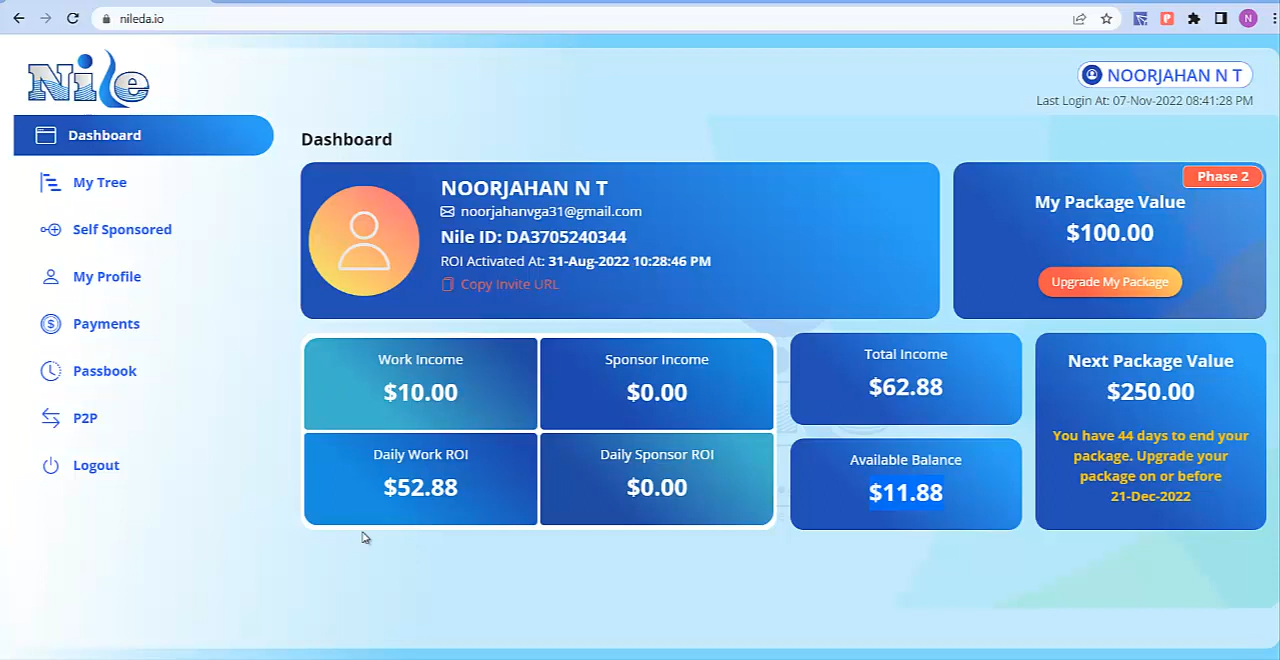 nileda.io
N
Nile
NOORJAHAN N T
Last Login At: 07-Nov-2022 08:41:28 PM
Dashboard
My Tree
Self Sponsored
My Profile
Payments
Passbook
P2P
Logout
Dashboard
NOORJAHAN N T
noorjahanvga31@gmail.com
Nile ID: DA3705240344
ROI Activated At: 31-Aug-2022 10:28:46 PM
Copy Invite URL
Phase 2
My Package Value
$100.00
Upgrade My Package
Work Income
$10.00
Sponsor Income
$0.00
Daily Work ROI
$52.88
Daily Sponsor ROI
$0.00
Total Income
$62.88
Available Balance
$11.88
Next Package Value
$250.00
You have 44 days to end your
package. Upgrade your
package on or before
21-Dec-2022